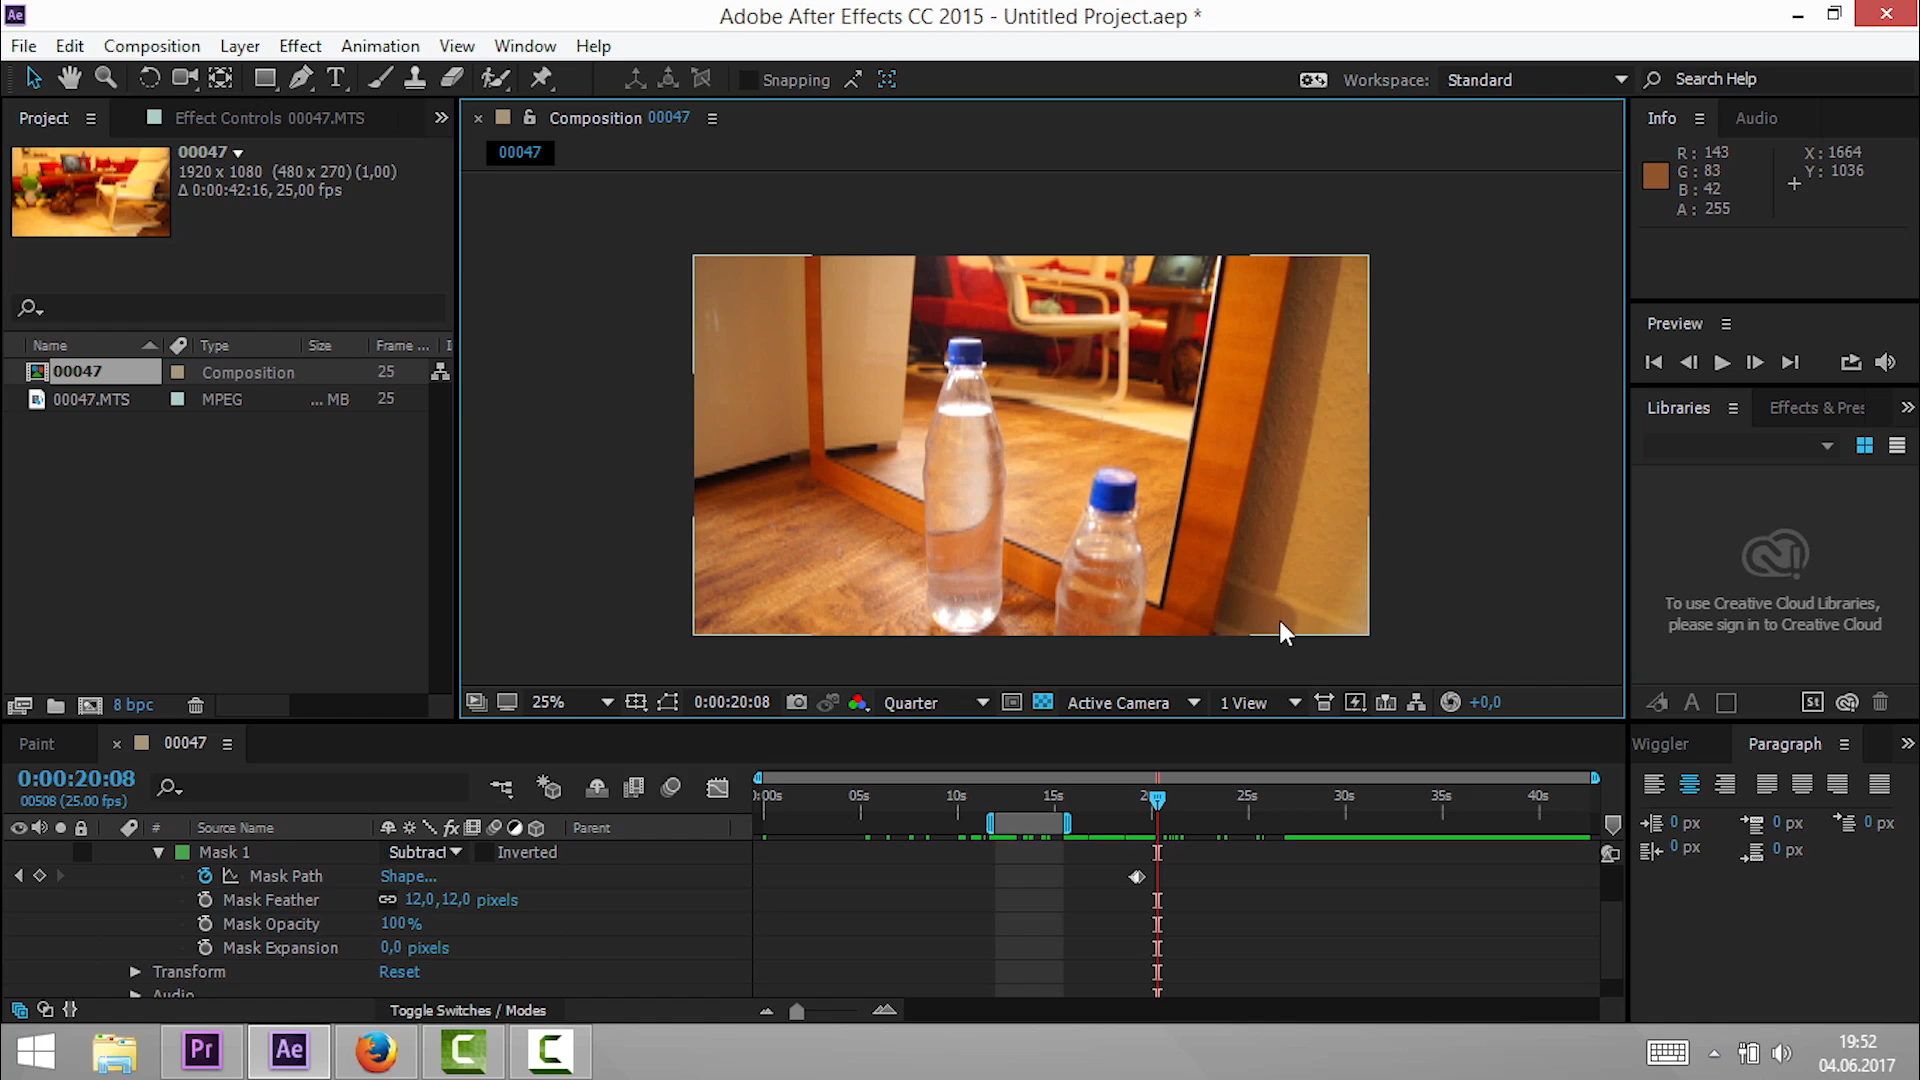 Ae Adobe After Effects CC 2015 - Untitled Project.aep *
File Edit Composition Layer Effect Animation View Window Help
Snapping Workspace: Standard Search Help
Project Effect Controls 00047.MTS
Composition 00047
Info Audio
00047
1920 x 1080 (480 x 270) (1,00)
Δ 0:00:42:16, 25,00 fps
00047
R: 143 X: 1664
G: 83 Y: 1036
B: 42
A: 255
Name Type Size Frame ...
00047 Composition 25
00047.MTS MPEG ... MB 25
Preview
Libraries Effects & Pres
To use Creative Cloud Libraries,
please sign in to Creative Cloud
8 bpc
25% 0:00:20:08 Quarter Active Camera 1 View +0,0
St
Paint 00047
Wiggler Paragraph
0:00:20:08
00508 (25.00 fps)
05s 10s 15s 25s 30s 35s 40s
# Source Name fx Parent
Mask 1 Subtract Inverted
Mask Path Shape...
Mask Feather 12,0,12,0 pixels
Mask Opacity 100%
Mask Expansion 0,0 pixels
Transform Reset
Audio
Toggle Switches / Modes
0 px 0 px 0 px
0 px 0 px
Pr Ae
19:52
04.06.2017